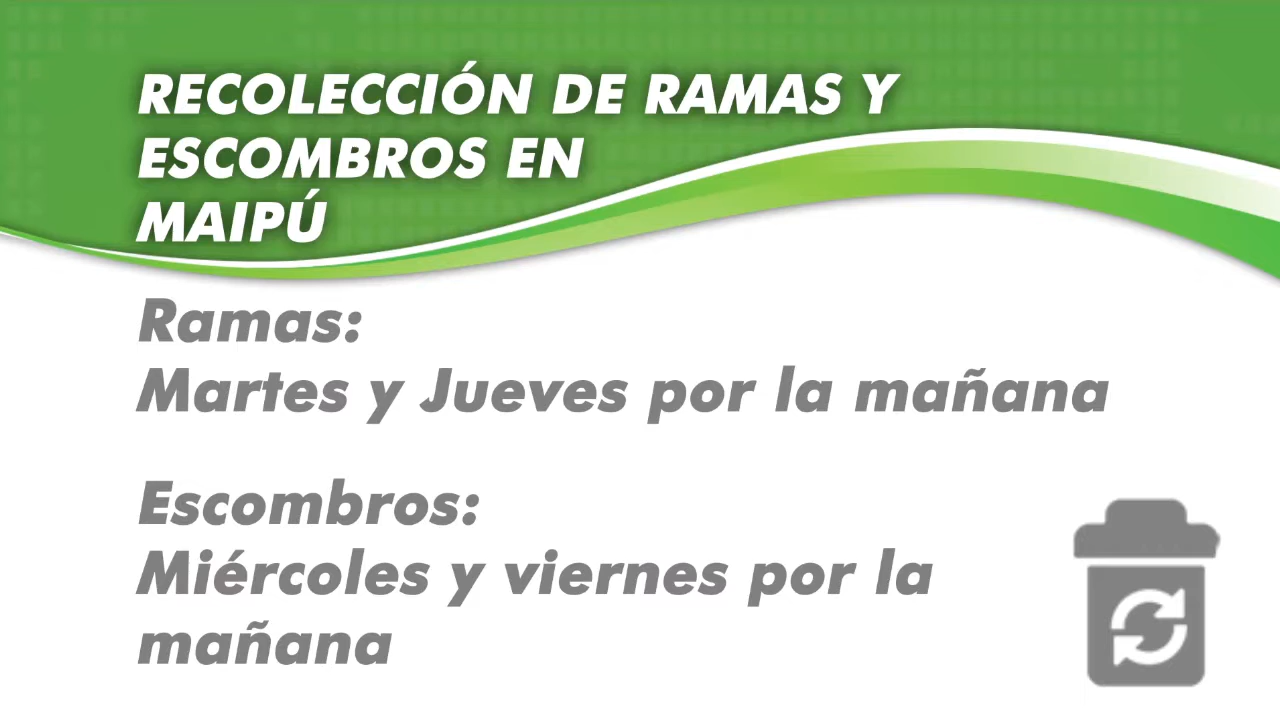 RECOLECCIÓN DE RAMAS Y
ESCOMBROS EN
MAIPÚ
Ramas:
Martes y Jueves por la mañana
Escombros:
Miércoles y viernes por la
mañana